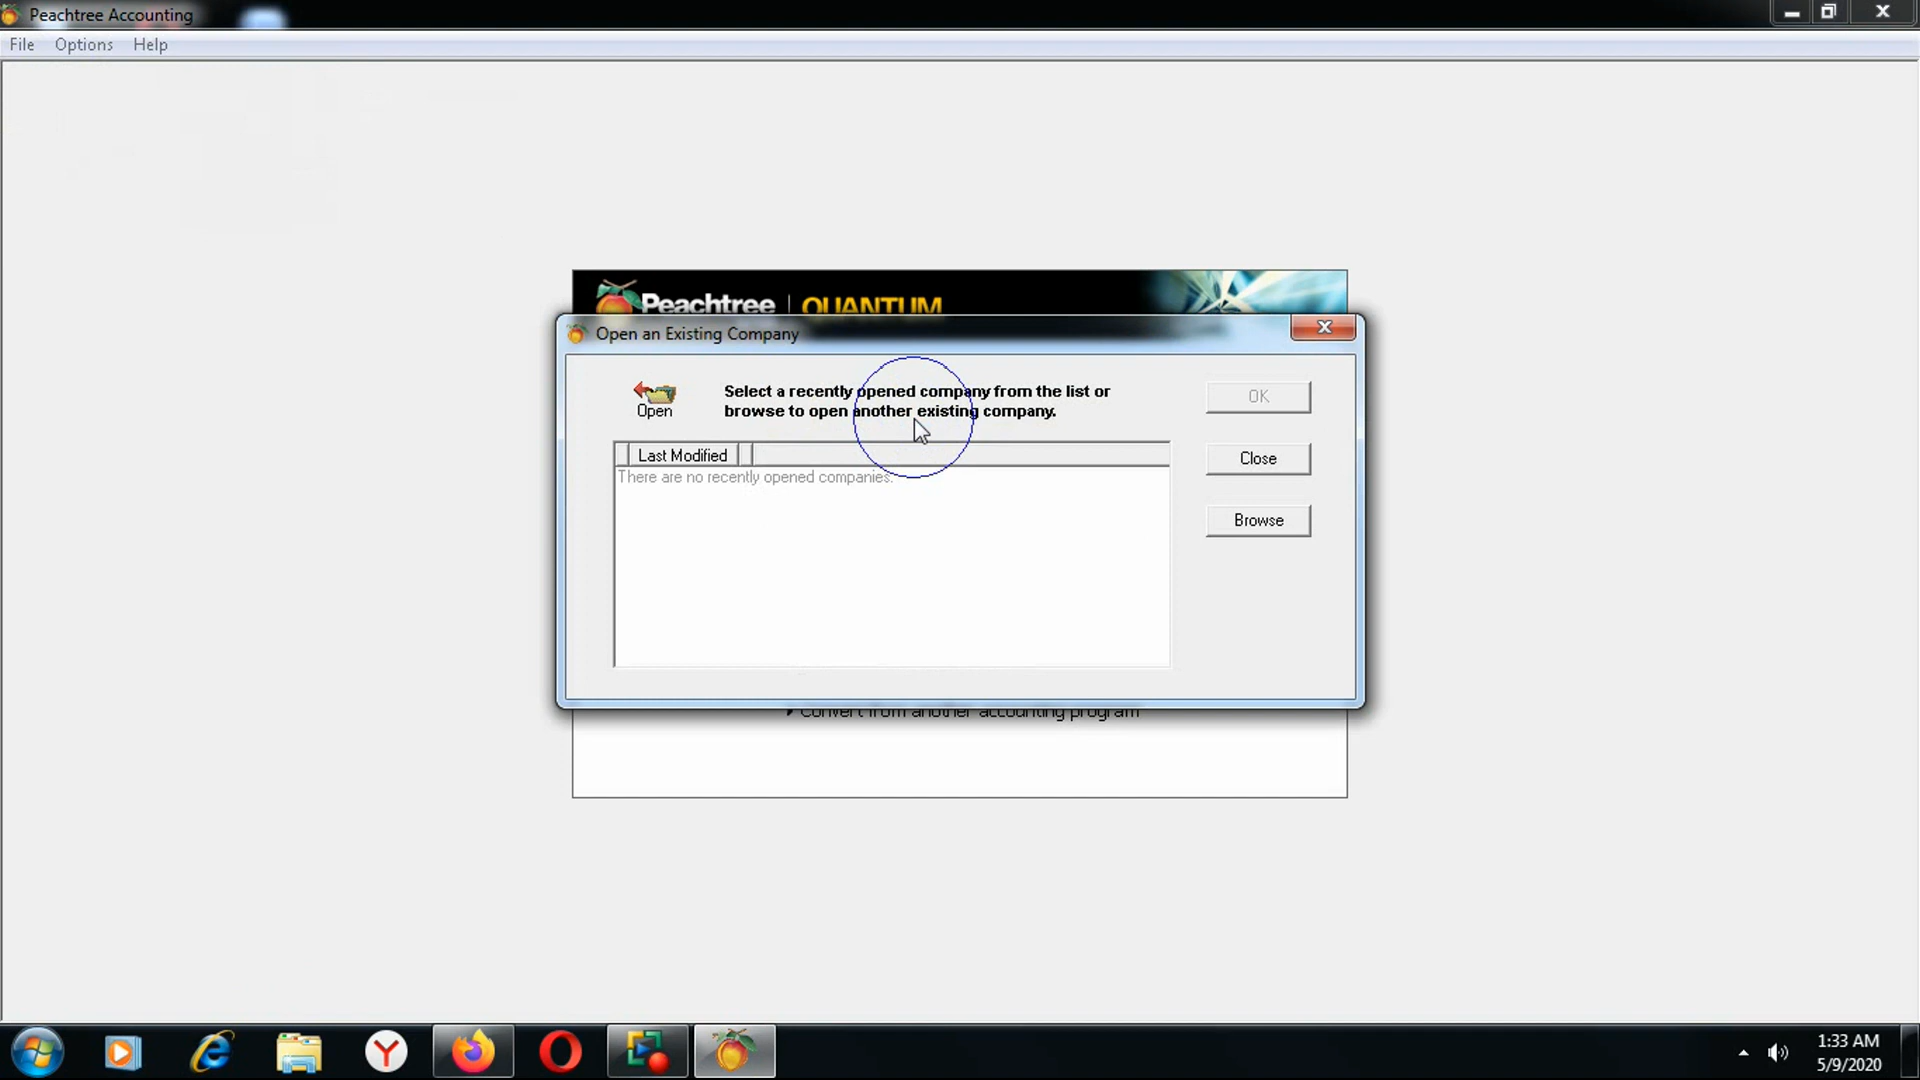 Peachtree Accounting
File Options Help
Peachtree | QUANTUM
Open an Existing Company
Open
Select a recently opened company from the list or
browse to open another existing company.
OK
Last Modified
There are no recently opened companies.
Close
Browse
Convert from another accounting program
1:33 AM
5/9/2020